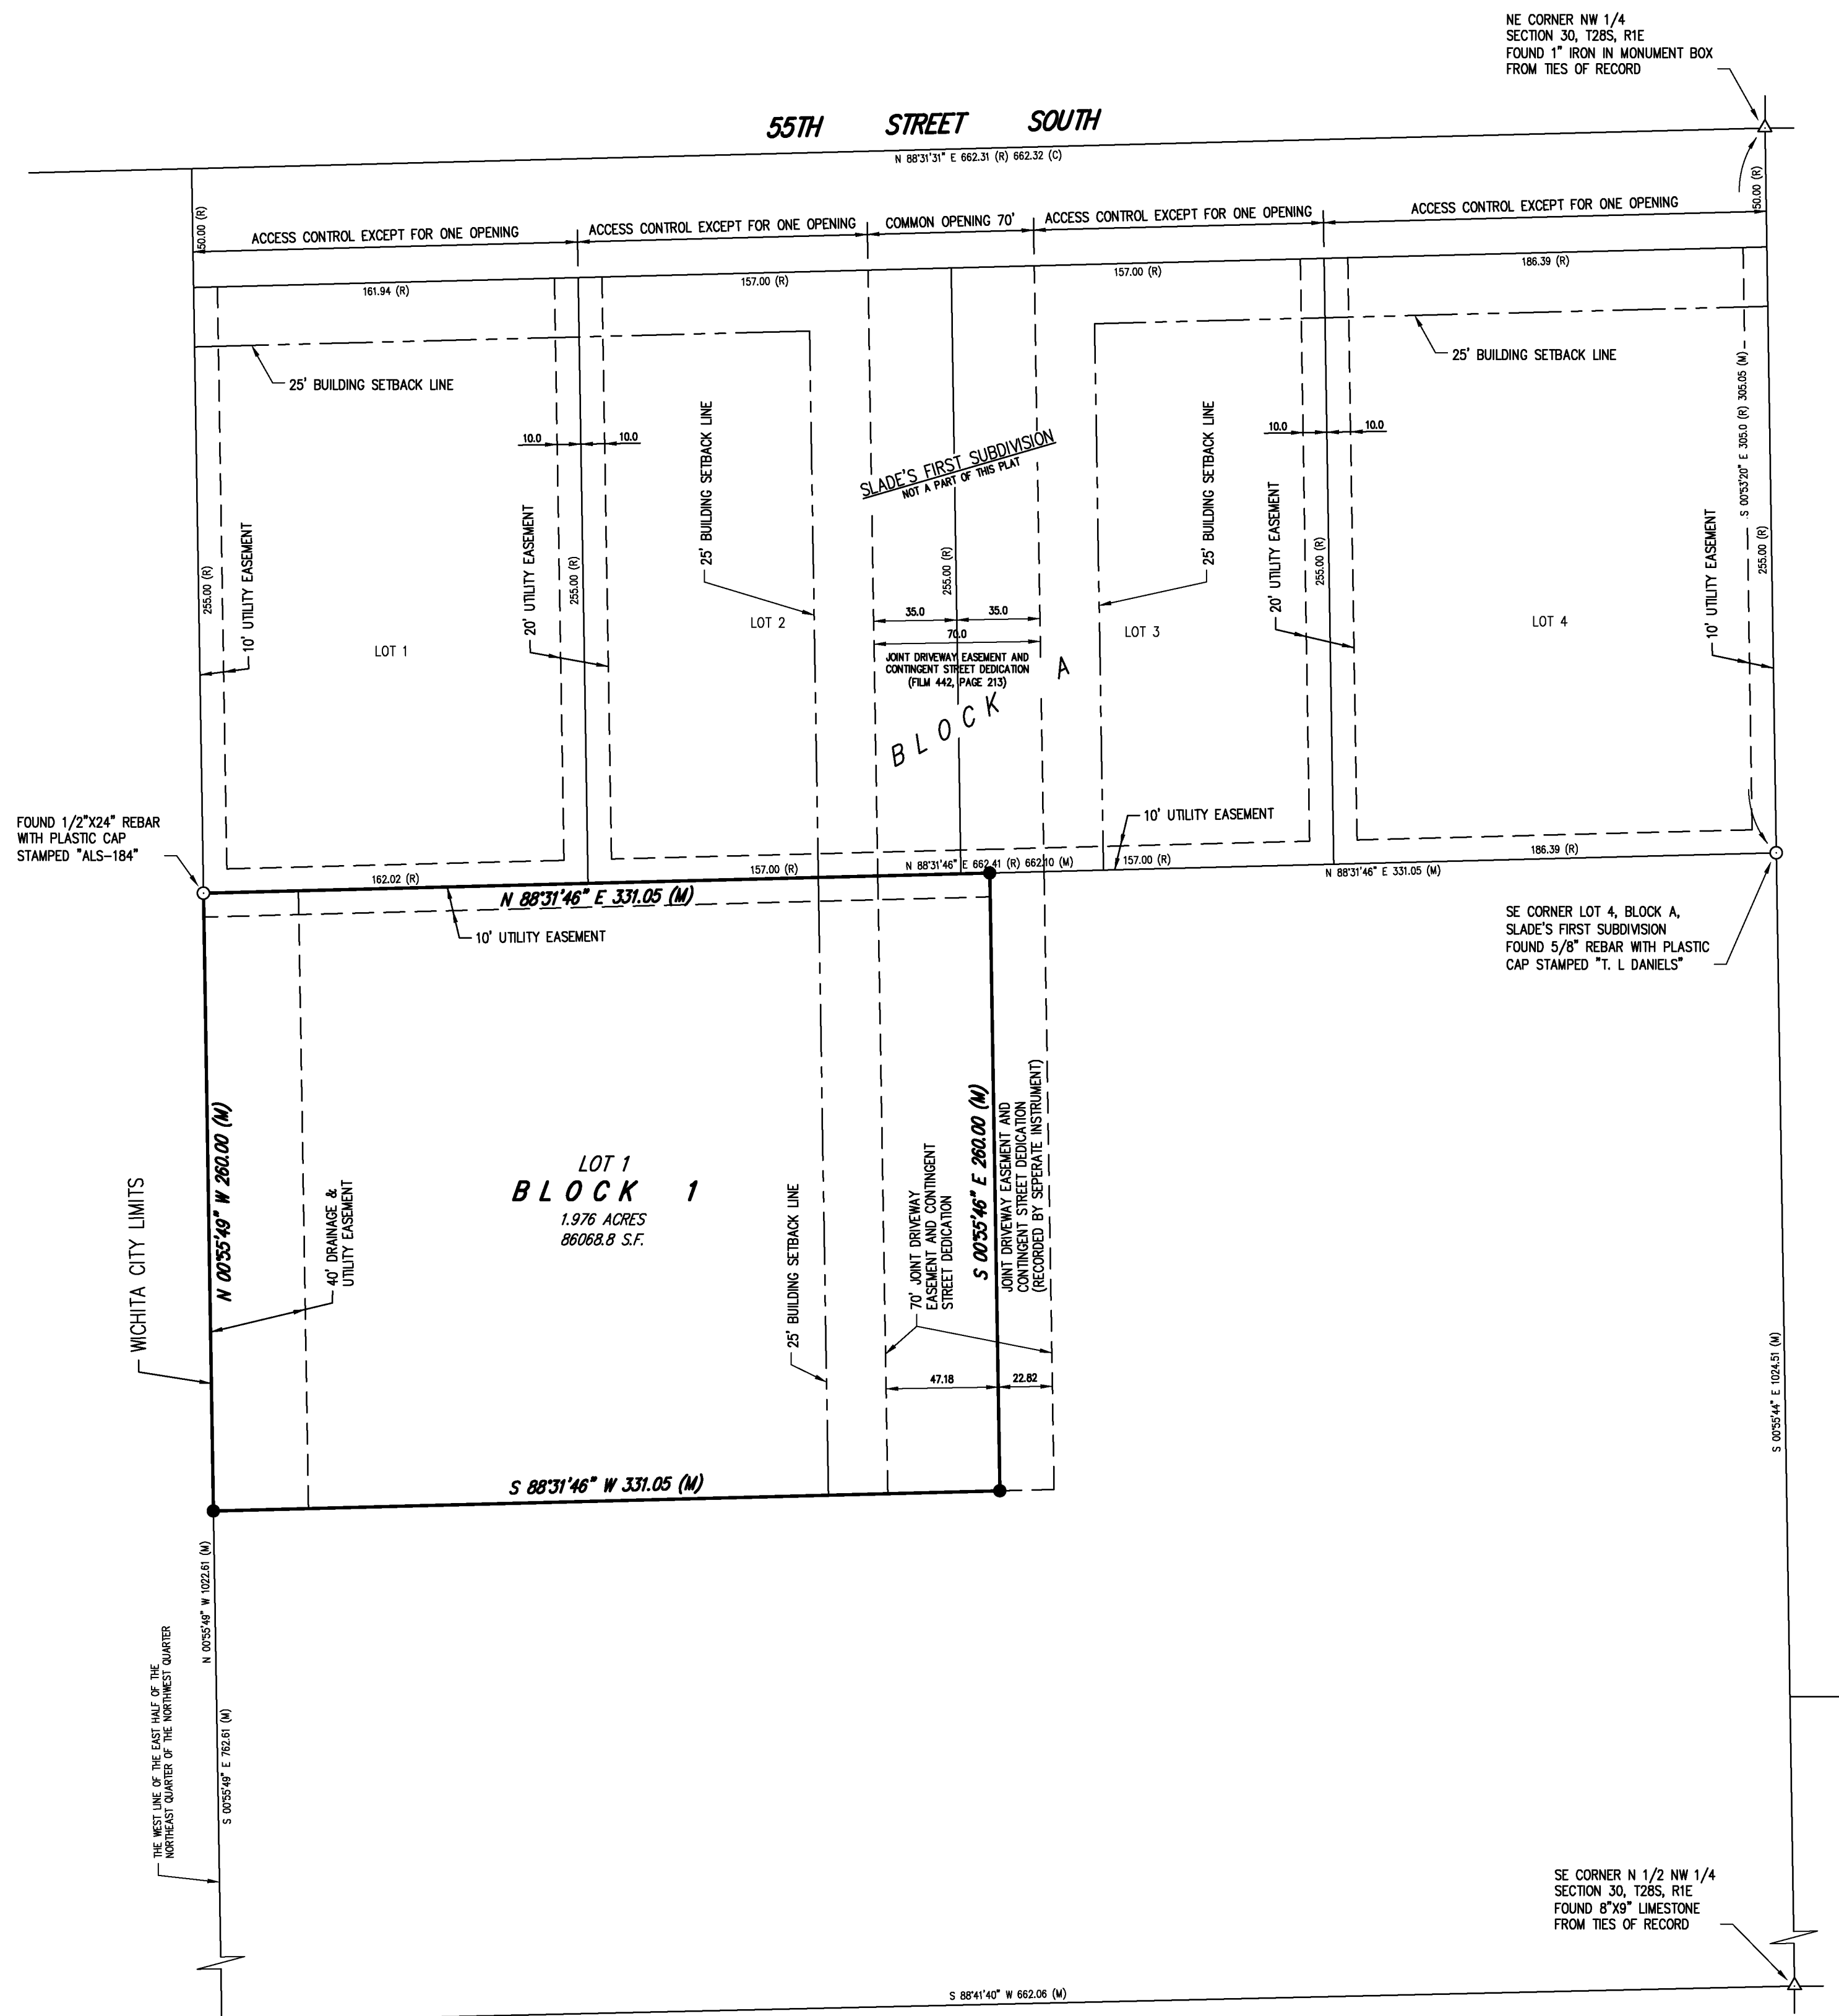 NE CORNER NW 1/4
SECTION 30, T28S, R1E
FOUND 1" IRON IN MONUMENT BOX
FROM TIES OF RECORD
55TH STREET SOUTH
N 88°31'31" E 662.31 (R) 662.32 (C)
50.00 (R)
50.00 (R)
ACCESS CONTROL EXCEPT FOR ONE OPENING
ACCESS CONTROL EXCEPT FOR ONE OPENING
COMMON OPENING 70'
ACCESS CONTROL EXCEPT FOR ONE OPENING
ACCESS CONTROL EXCEPT FOR ONE OPENING
161.94 (R)
157.00 (R)
157.00 (R)
186.39 (R)
25' BUILDING SETBACK LINE
25' BUILDING SETBACK LINE
25' BUILDING SETBACK LINE
25' BUILDING SETBACK LINE
10.0
10.0
10.0
10.0
SLADE'S FIRST SUBDIVISION
NOT A PART OF THIS PLAT
S 00°53'20" E 305.0 (R) 305.05 (M)
255.00 (R)
10' UTILITY EASEMENT
20' UTILITY EASEMENT
255.00 (R)
255.00 (R)
20' UTILITY EASEMENT
255.00 (R)
10' UTILITY EASEMENT
255.00 (R)
35.0
35.0
70.0
JOINT DRIVEWAY EASEMENT AND
CONTINGENT STREET DEDICATION
(FILM 442, PAGE 213)
LOT 1
LOT 2
LOT 3
LOT 4
BLOCK A
10' UTILITY EASEMENT
FOUND 1/2"X24" REBAR
WITH PLASTIC CAP
STAMPED "ALS-184"
162.02 (R)
157.00 (R)
N 88°31'46" E 662.41 (R) 662.10 (M)
157.00 (R)
186.39 (R)
N 88°31'46" E 331.05 (M)
N 88°31'46" E 331.05 (M)
10' UTILITY EASEMENT
SE CORNER LOT 4, BLOCK A,
SLADE'S FIRST SUBDIVISION
FOUND 5/8" REBAR WITH PLASTIC
CAP STAMPED "T. L DANIELS"
WICHITA CITY LIMITS
N 00°55'49" W 260.00 (M)
40' DRAINAGE &
UTILITY EASEMENT
LOT 1
BLOCK 1
1.976 ACRES
86068.8 S.F.
25' BUILDING SETBACK LINE
70' JOINT DRIVEWAY
EASEMENT AND CONTINGENT
STREET DEDICATION
S 00°55'46" E 260.00 (M)
JOINT DRIVEWAY EASEMENT AND
CONTINGENT STREET DEDICATION
(RECORDED BY SEPERATE INSTRUMENT)
47.18
22.82
S 88°31'46" W 331.05 (M)
S 00°55'44" E 1024.51 (M)
N 00°55'49" W 1022.61 (M)
S 00°55'49" E 762.61 (M)
THE WEST LINE OF THE EAST HALF OF THE
NORTHEAST QUARTER OF THE NORTHWEST QUARTER
SE CORNER N 1/2 NW 1/4
SECTION 30, T28S, R1E
FOUND 8"X9" LIMESTONE
FROM TIES OF RECORD
S 88°41'40" W 662.06 (M)